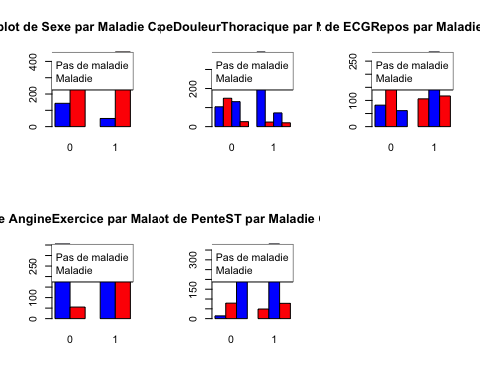 plot de Sexe par Maladie C
peDouleurThoracique par M
de ECGRepos par Maladie
400
200
0
Pas de maladie
Maladie
0 1
200
0
Pas de maladie
Maladie
0 1
250
100
0
Pas de maladie
Maladie
0 1
e AngineExercice par Mala
ot de PenteST par Maladie
250
100
0
Pas de maladie
Maladie
0 1
300
150
0
Pas de maladie
Maladie
0 1